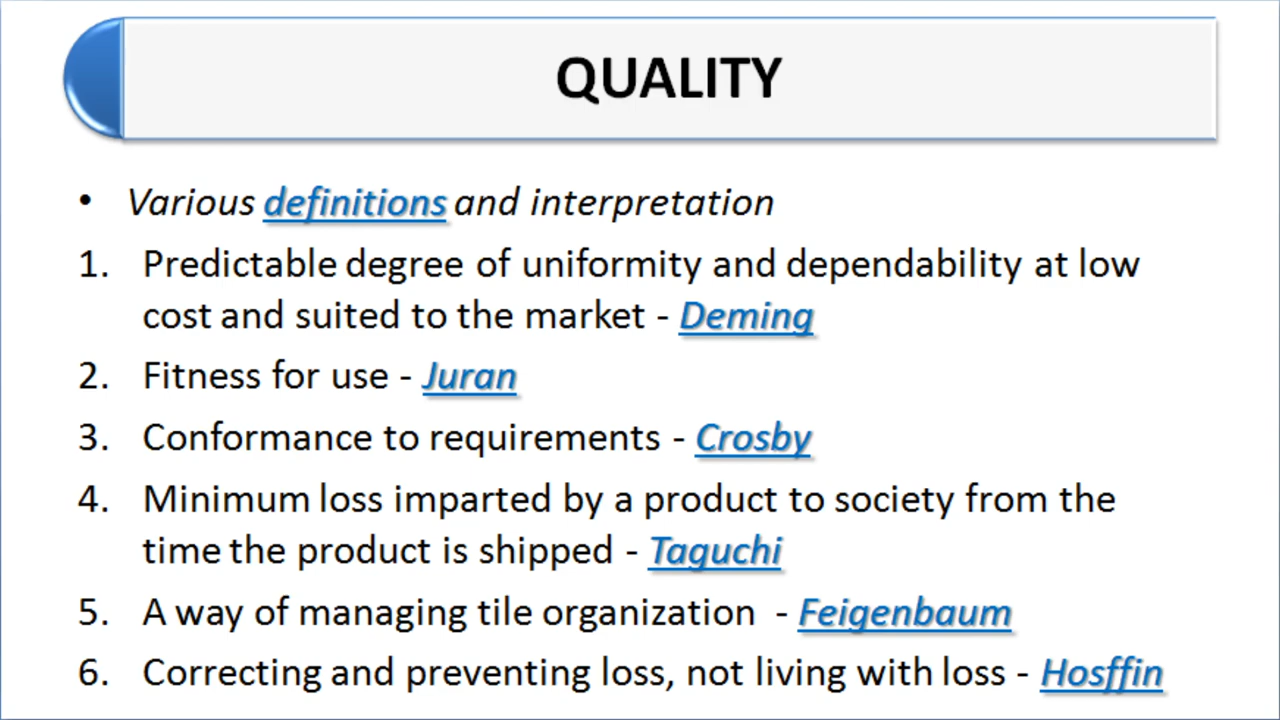 QUALITY
• Various definitions and interpretation
1. Predictable degree of uniformity and dependability at low
cost and suited to the market - Deming
2. Fitness for use - Juran
3. Conformance to requirements - Crosby
4. Minimum loss imparted by a product to society from the
time the product is shipped - Taguchi
5. A way of managing tile organization - Feigenbaum
6. Correcting and preventing loss, not living with loss - Hosffin